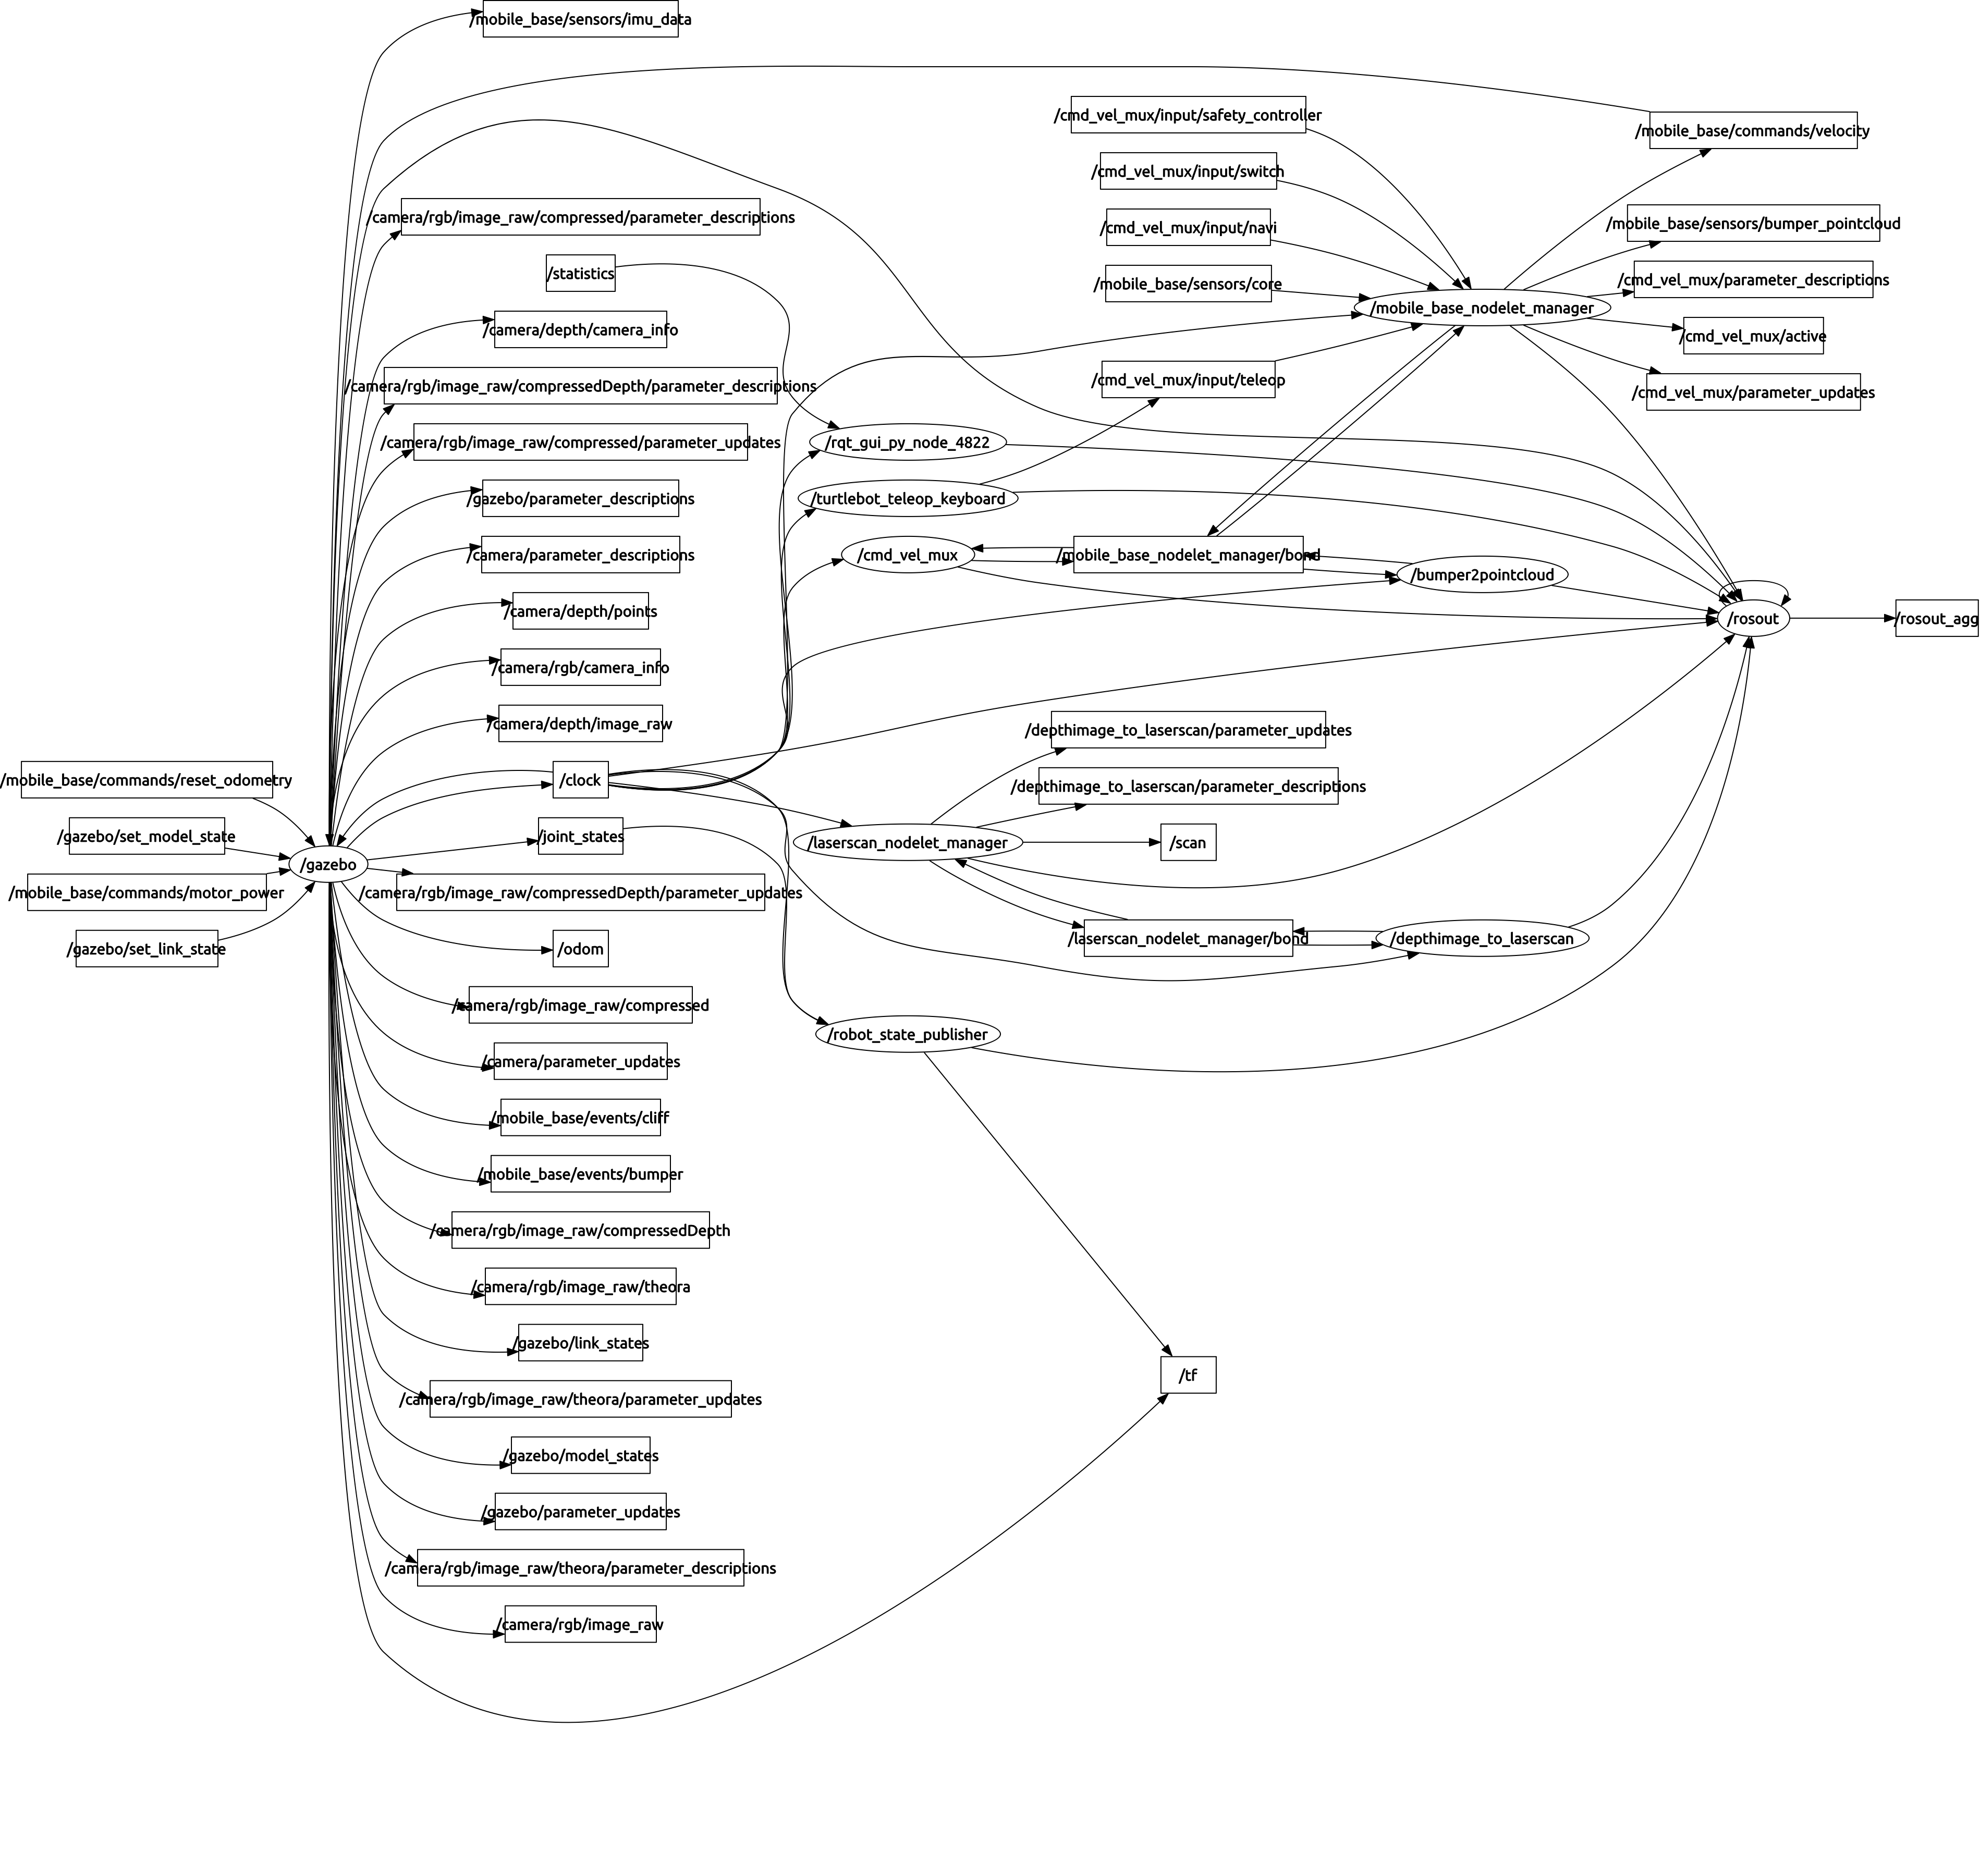 /mobile_base/sensors/imu_data
/cmd_vel_mux/input/safety_controller
/mobile_base/commands/velocity
/cmd_vel_mux/input/switch
/camera/rgb/image_raw/compressed/parameter_descriptions
/cmd_vel_mux/input/navi
/mobile_base/sensors/bumper_pointcloud
/statistics
/mobile_base/sensors/core
/cmd_vel_mux/parameter_descriptions
/mobile_base_nodelet_manager
/camera/depth/camera_info
/cmd_vel_mux/active
/camera/rgb/image_raw/compressedDepth/parameter_descriptions
/cmd_vel_mux/input/teleop
/cmd_vel_mux/parameter_updates
/camera/rgb/image_raw/compressed/parameter_updates
/rqt_gui_py_node_4822
/gazebo/parameter_descriptions
/turtlebot_teleop_keyboard
/camera/parameter_descriptions
/cmd_vel_mux
/mobile_base_nodelet_manager/bond
/bumper2pointcloud
/camera/depth/points
/rosout
/rosout_agg
/camera/rgb/camera_info
/camera/depth/image_raw
/depthimage_to_laserscan/parameter_updates
/mobile_base/commands/reset_odometry
/clock
/depthimage_to_laserscan/parameter_descriptions
/gazebo/set_model_state
/joint_states
/laserscan_nodelet_manager
/scan
/gazebo
/mobile_base/commands/motor_power
/camera/rgb/image_raw/compressedDepth/parameter_updates
/gazebo/set_link_state
/odom
/laserscan_nodelet_manager/bond
/depthimage_to_laserscan
/camera/rgb/image_raw/compressed
/robot_state_publisher
/camera/parameter_updates
/mobile_base/events/cliff
/mobile_base/events/bumper
/camera/rgb/image_raw/compressedDepth
/camera/rgb/image_raw/theora
/gazebo/link_states
/tf
/camera/rgb/image_raw/theora/parameter_updates
/gazebo/model_states
/gazebo/parameter_updates
/camera/rgb/image_raw/theora/parameter_descriptions
/camera/rgb/image_raw